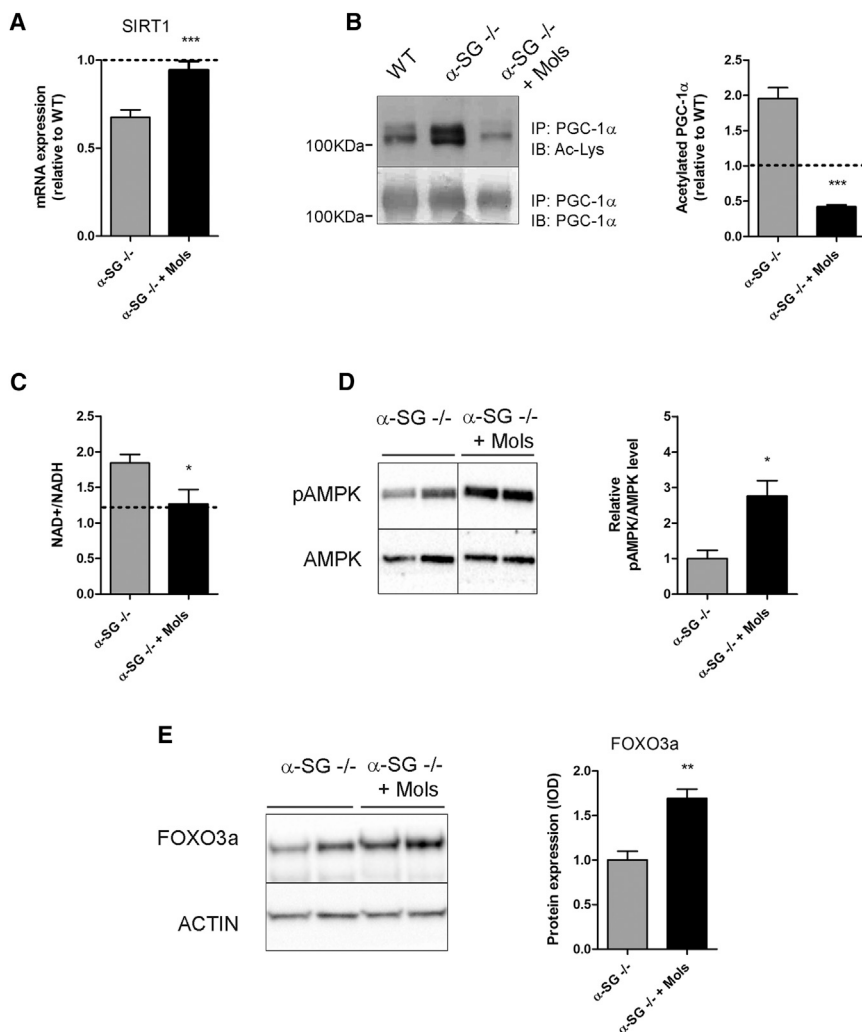 A
SIRT1
***
mRNA expression
(relative to WT)
1.0
0.5
0.0
α-SG -/-
α-SG -/- + Mols
B
WT
α-SG -/-
α-SG -/-
+ Mols
100KDa
IP: PGC-1α
IB: Ac-Lys
100KDa
IP: PGC-1α
IB: PGC-1α
Acetylated PGC-1α
(relative to WT)
2.5
2.0
1.5
1.0
0.5
0.0
***
α-SG -/-
α-SG -/- + Mols
C
NAD+/NADH
2.5
2.0
1.5
1.0
0.5
0.0
*
α-SG -/-
α-SG -/- + Mols
D
α-SG -/-
α-SG -/-
+ Mols
pAMPK
AMPK
Relative
pAMPK/AMPK level
5
4
3
2
1
0
*
α-SG -/-
α-SG -/- + Mols
E
α-SG -/-
α-SG -/-
+ Mols
FOXO3a
ACTIN
FOXO3a
Protein expression (IOD)
2.0
1.5
1.0
0.5
0.0
**
α-SG -/-
α-SG -/- + Mols